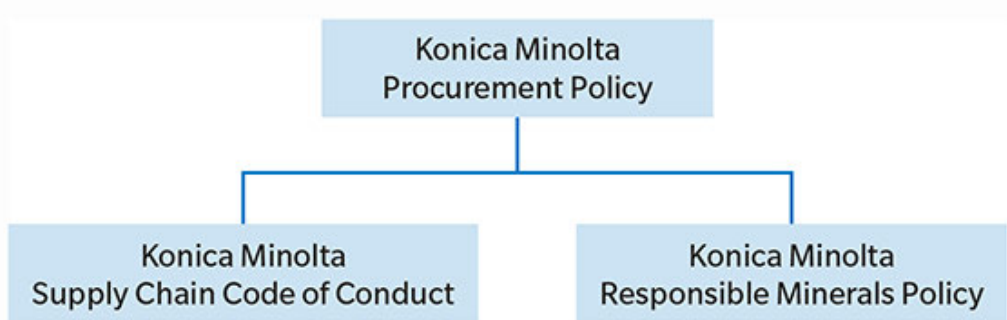 Konica Minolta
Procurement Policy
Konica Minolta
Supply Chain Code of Conduct
Konica Minolta
Responsible Minerals Policy